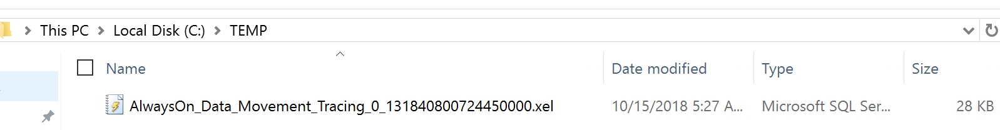 This PC > Local Disk (C:) > TEMP
Name Date modified Type Size
AlwaysOn_Data_Movement_Tracing_0_131840800724450000.xel 10/15/2018 5:27 A... Microsoft SQL Ser... 28 KB